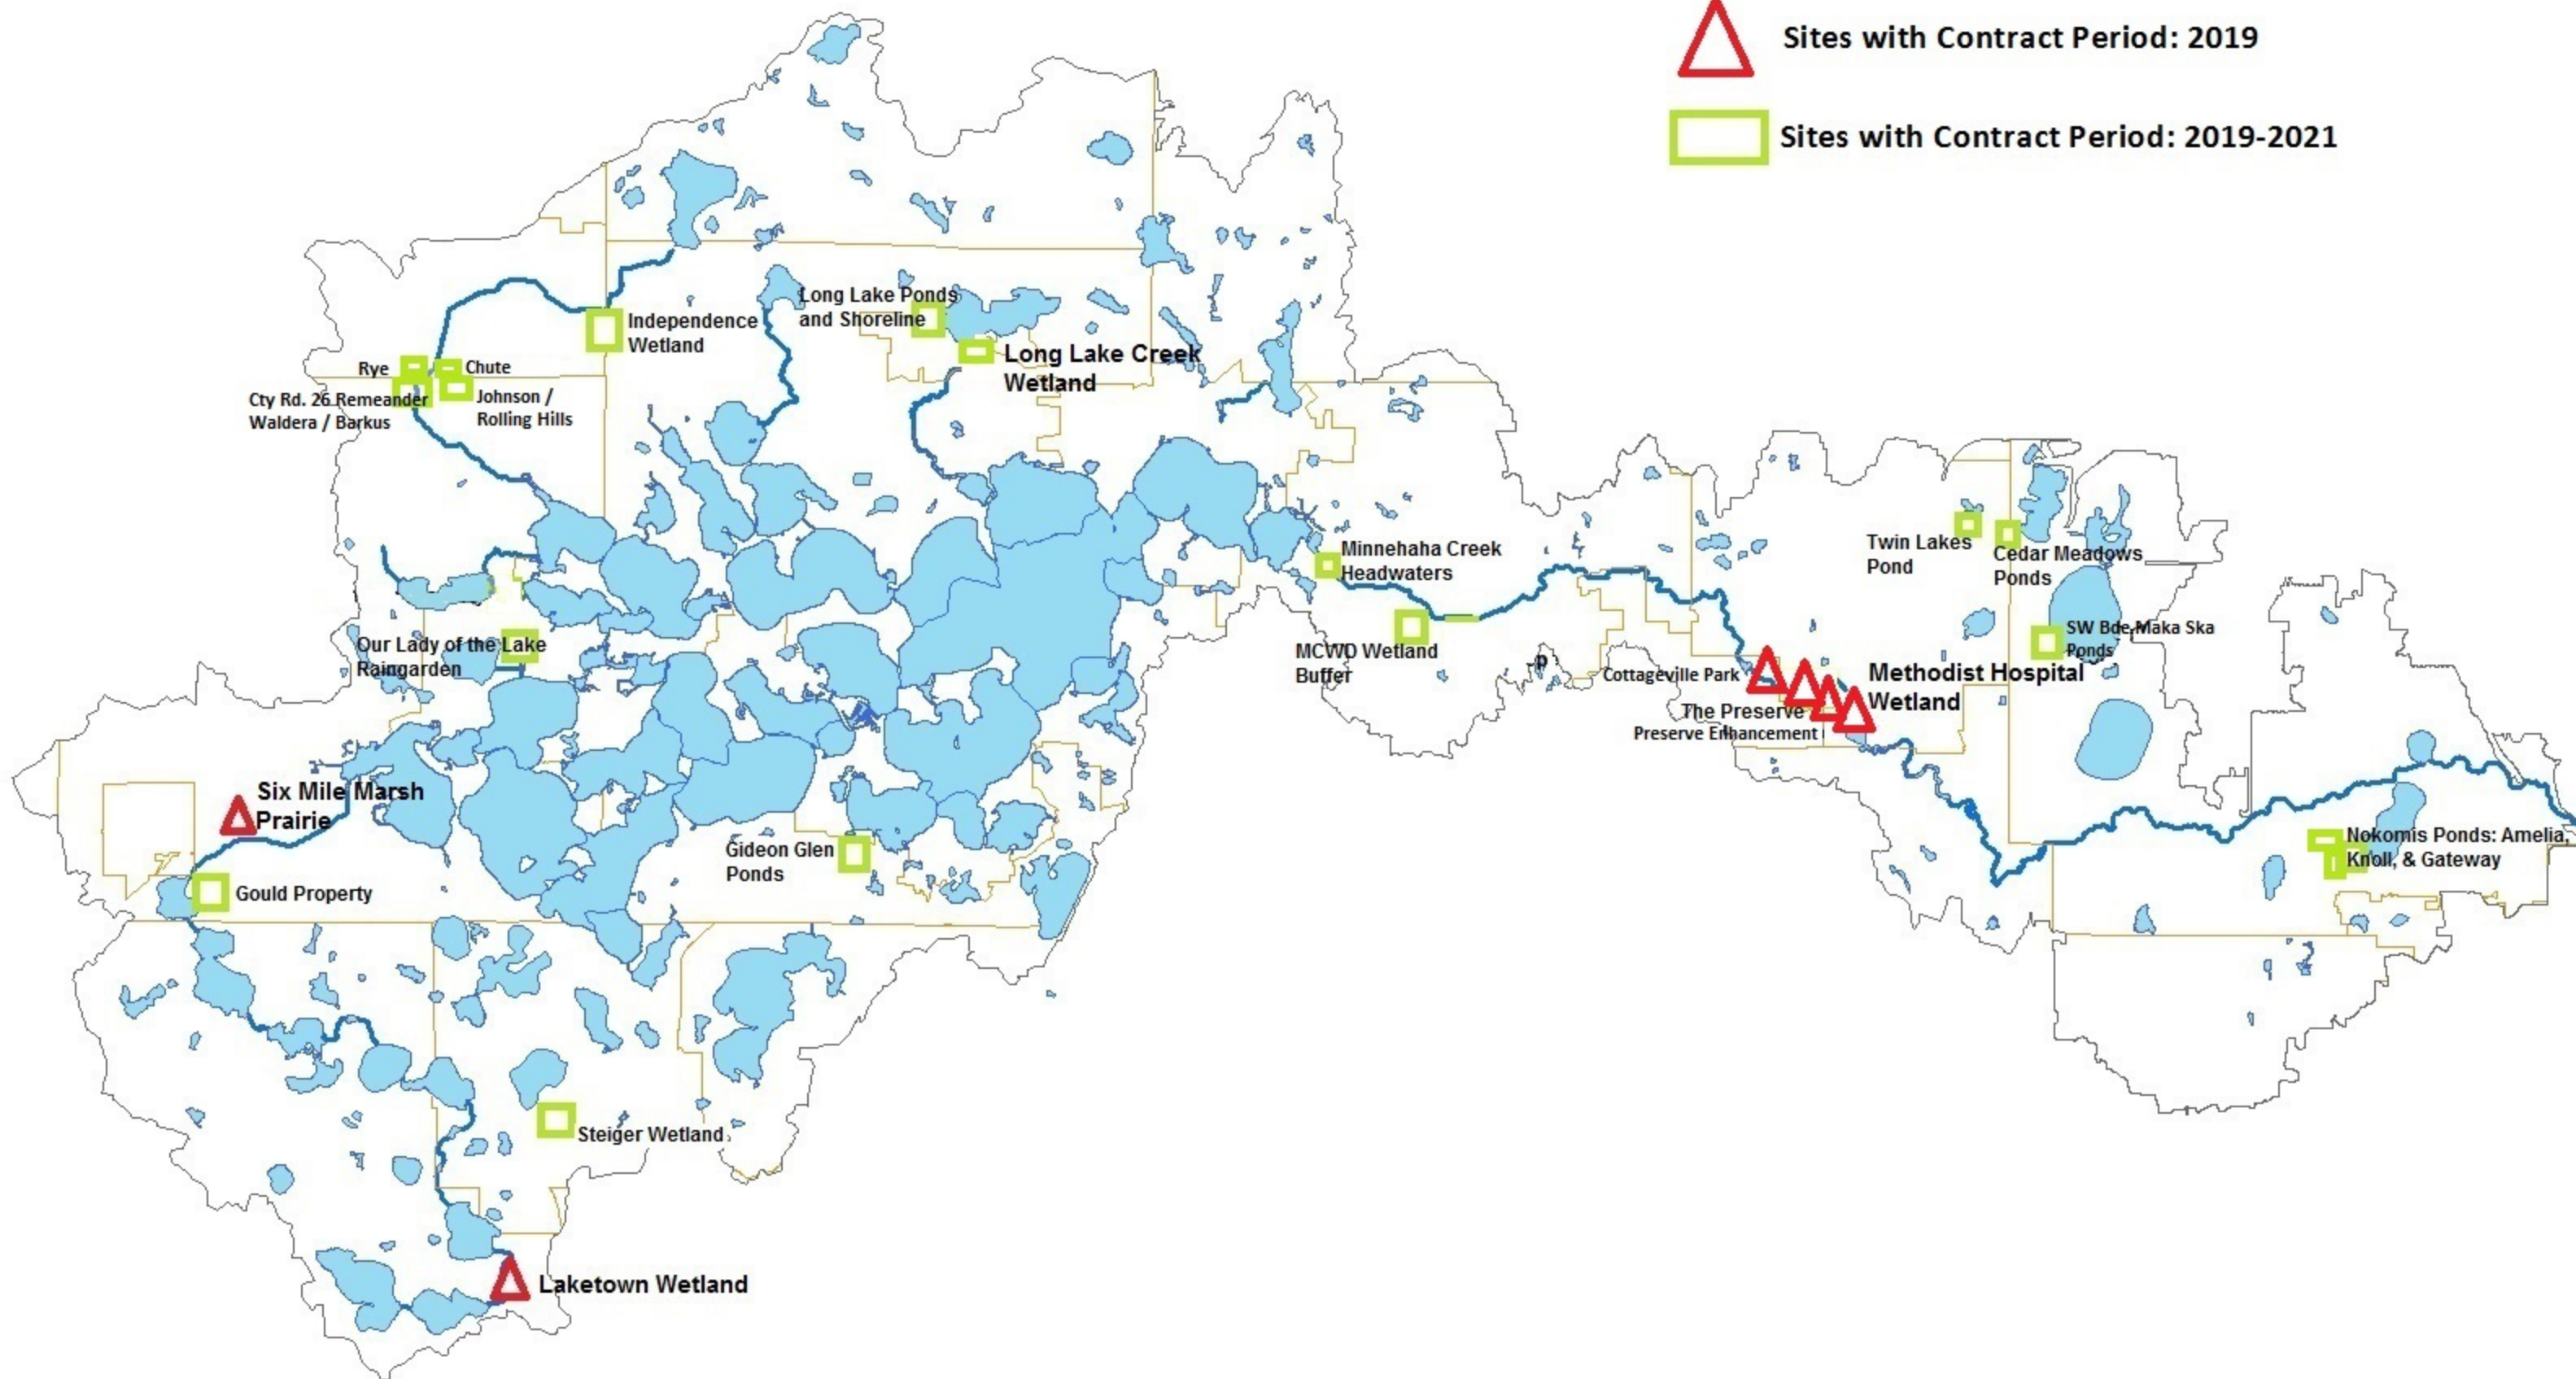 Sites with Contract Period: 2019
Sites with Contract Period: 2019-2021
Long Lake Ponds
and Shoreline
Independence
Wetland
Long Lake Creek
Wetland
Rye
Chute
Cty Rd. 26 Remeander
Waldera / Barkus
Johnson /
Rolling Hills
Minnehaha Creek
Headwaters
Twin Lakes
Pond
Cedar Meadows
Ponds
Our Lady of the Lake
Raingarden
MCWD Wetland
Buffer
p
SW Bde Maka Ska
Ponds
Cottageville Park
Methodist Hospital
Wetland
The Preserve
Preserve Enhancement
Six Mile Marsh
Prairie
Gideon Glen
Ponds
Nokomis Ponds: Amelia,
Knoll, & Gateway
Gould Property
Steiger Wetland
Laketown Wetland